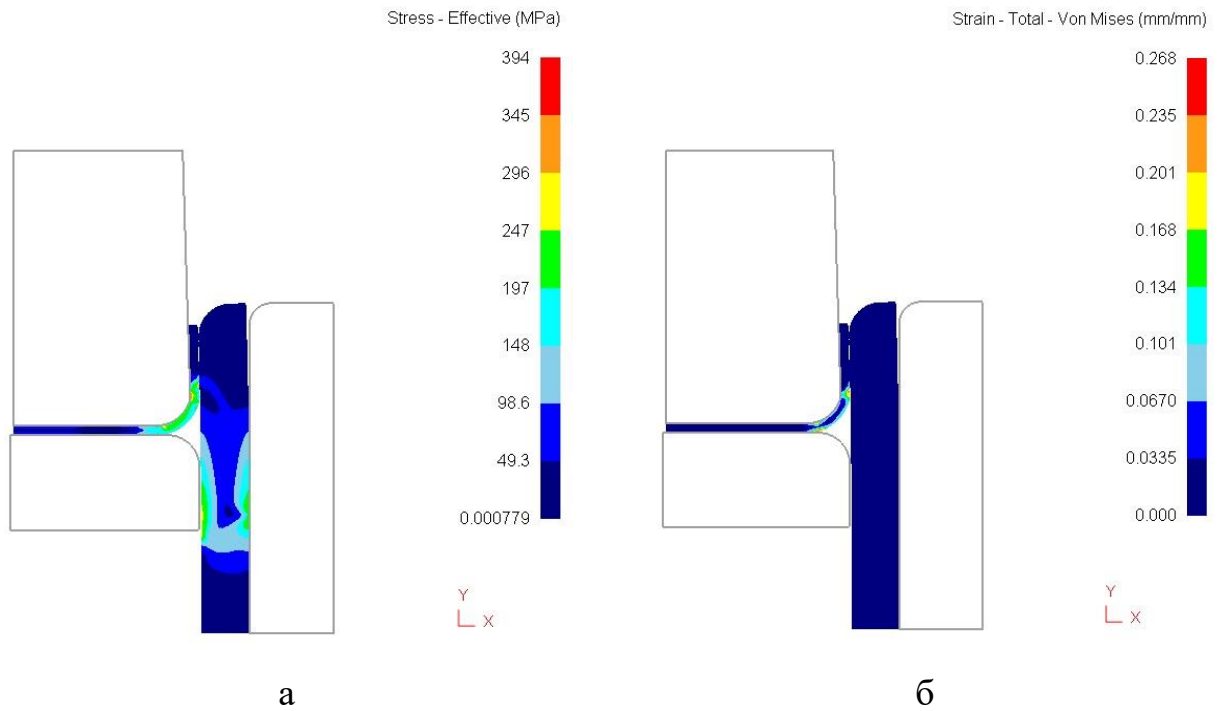 Stress - Effective (MPa)
394
345
296
247
197
148
98.6
49.3
0.000779
Y
X
а
Strain - Total - Von Mises (mm/mm)
0.268
0.235
0.201
0.168
0.134
0.101
0.0670
0.0335
0.000
Y
X
б